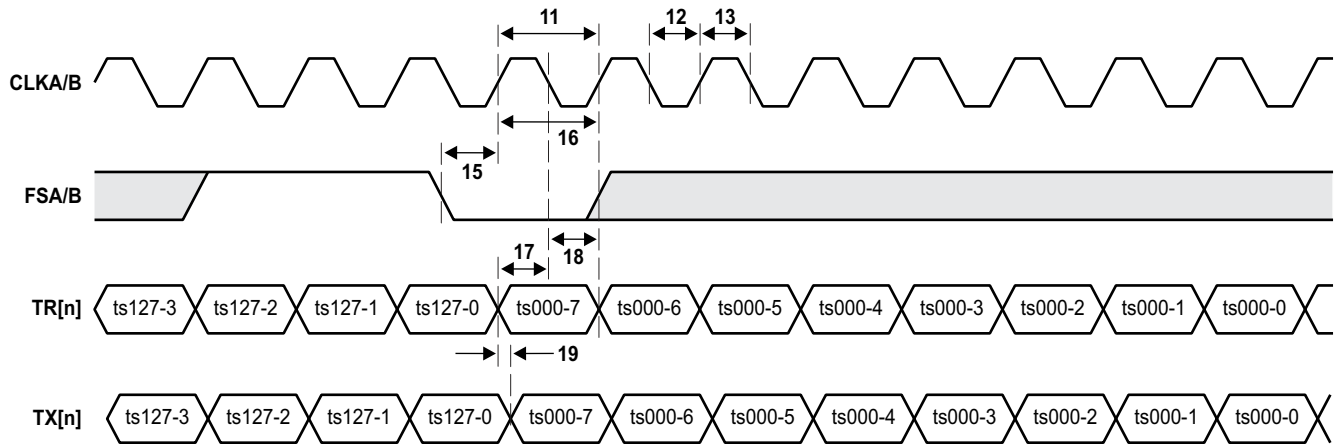 11 12 13
CLKA/B
16
15
FSA/B
17 18
TR[n] ts127-3 ts127-2 ts127-1 ts127-0 ts000-7 ts000-6 ts000-5 ts000-4 ts000-3 ts000-2 ts000-1 ts000-0
19
TX[n] ts127-3 ts127-2 ts127-1 ts127-0 ts000-7 ts000-6 ts000-5 ts000-4 ts000-3 ts000-2 ts000-1 ts000-0